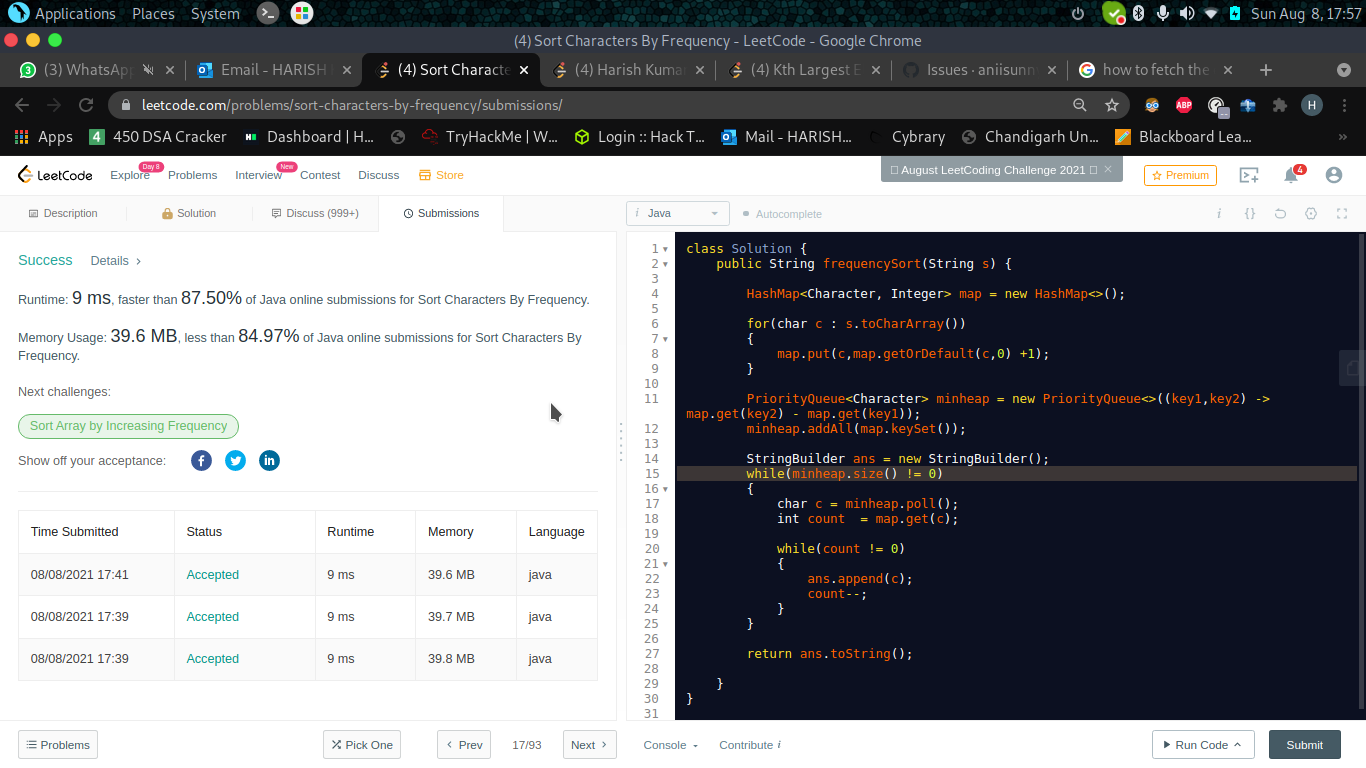 Applications Places System Sun Aug 8, 17:57
(4) Sort Characters By Frequency - LeetCode - Google Chrome
3 (3) WhatsApp Email - HARISH (4) Sort Characte (4) Harish Kuma (4) Kth Largest E Issues · aniisunn how to fetch the
leetcode.com/problems/sort-characters-by-frequency/submissions/ ABP H
Apps 4 450 DSA Cracker Dashboard | H... TryHackMe | W... Login :: Hack T... Mail - HARISH... Cybrary Chandigarh Un... Blackboard Lea... »
LeetCode Explore Day 8 Problems Interview New Contest Discuss Store August LeetCoding Challenge 2021 Premium 4
Description Solution Discuss (999+) Submissions
i Java Autocomplete i {}
Success Details >
Runtime: 9 ms, faster than 87.50% of Java online submissions for Sort Characters By Frequency.
Memory Usage: 39.6 MB, less than 84.97% of Java online submissions for Sort Characters By
Frequency.
Next challenges:
Sort Array by Increasing Frequency
Show off your acceptance: f in
Time Submitted Status Runtime Memory Language
08/08/2021 17:41 Accepted 9 ms 39.6 MB java
08/08/2021 17:39 Accepted 9 ms 39.7 MB java
08/08/2021 17:39 Accepted 9 ms 39.8 MB java
1 class Solution {
2 public String frequencySort(String s) {
3
4 HashMap<Character, Integer> map = new HashMap<>();
5
6 for(char c : s.toCharArray())
7 {
8 map.put(c,map.getOrDefault(c,0) +1);
9 }
10
11 PriorityQueue<Character> minheap = new PriorityQueue<>((key1,key2) ->
map.get(key2) - map.get(key1));
12 minheap.addAll(map.keySet());
13
14 StringBuilder ans = new StringBuilder();
15 while(minheap.size() != 0)
16 {
17 char c = minheap.poll();
18 int count  = map.get(c);
19
20 while(count != 0)
21 {
22 ans.append(c);
23 count--;
24 }
25 }
26
27 return ans.toString();
28
29 }
30 }
31
Problems Pick One < Prev 17/93 Next > Console Contribute i Run Code Submit